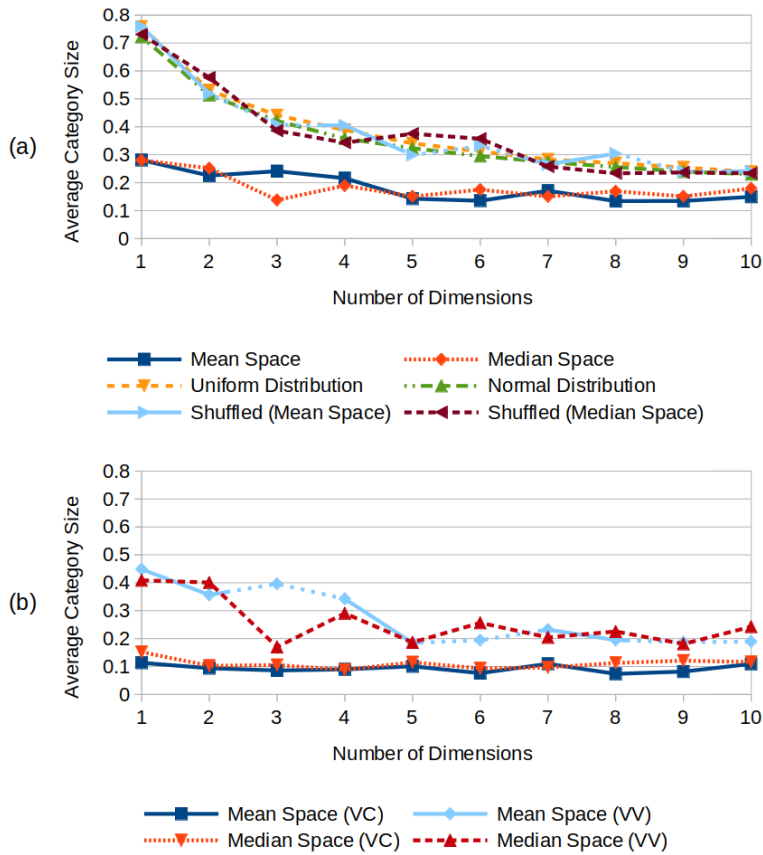 (a)
Average Category Size
0.8
0.7
0.6
0.5
0.4
0.3
0.2
0.1
0
1 2 3 4 5 6 7 8 9 10
Number of Dimensions
Mean Space Median Space
Uniform Distribution Normal Distribution
Shuffled (Mean Space) Shuffled (Median Space)
(b)
Average Category Size
0.8
0.7
0.6
0.5
0.4
0.3
0.2
0.1
0
1 2 3 4 5 6 7 8 9 10
Number of Dimensions
Mean Space (VC) Mean Space (VV)
Median Space (VC) Median Space (VV)